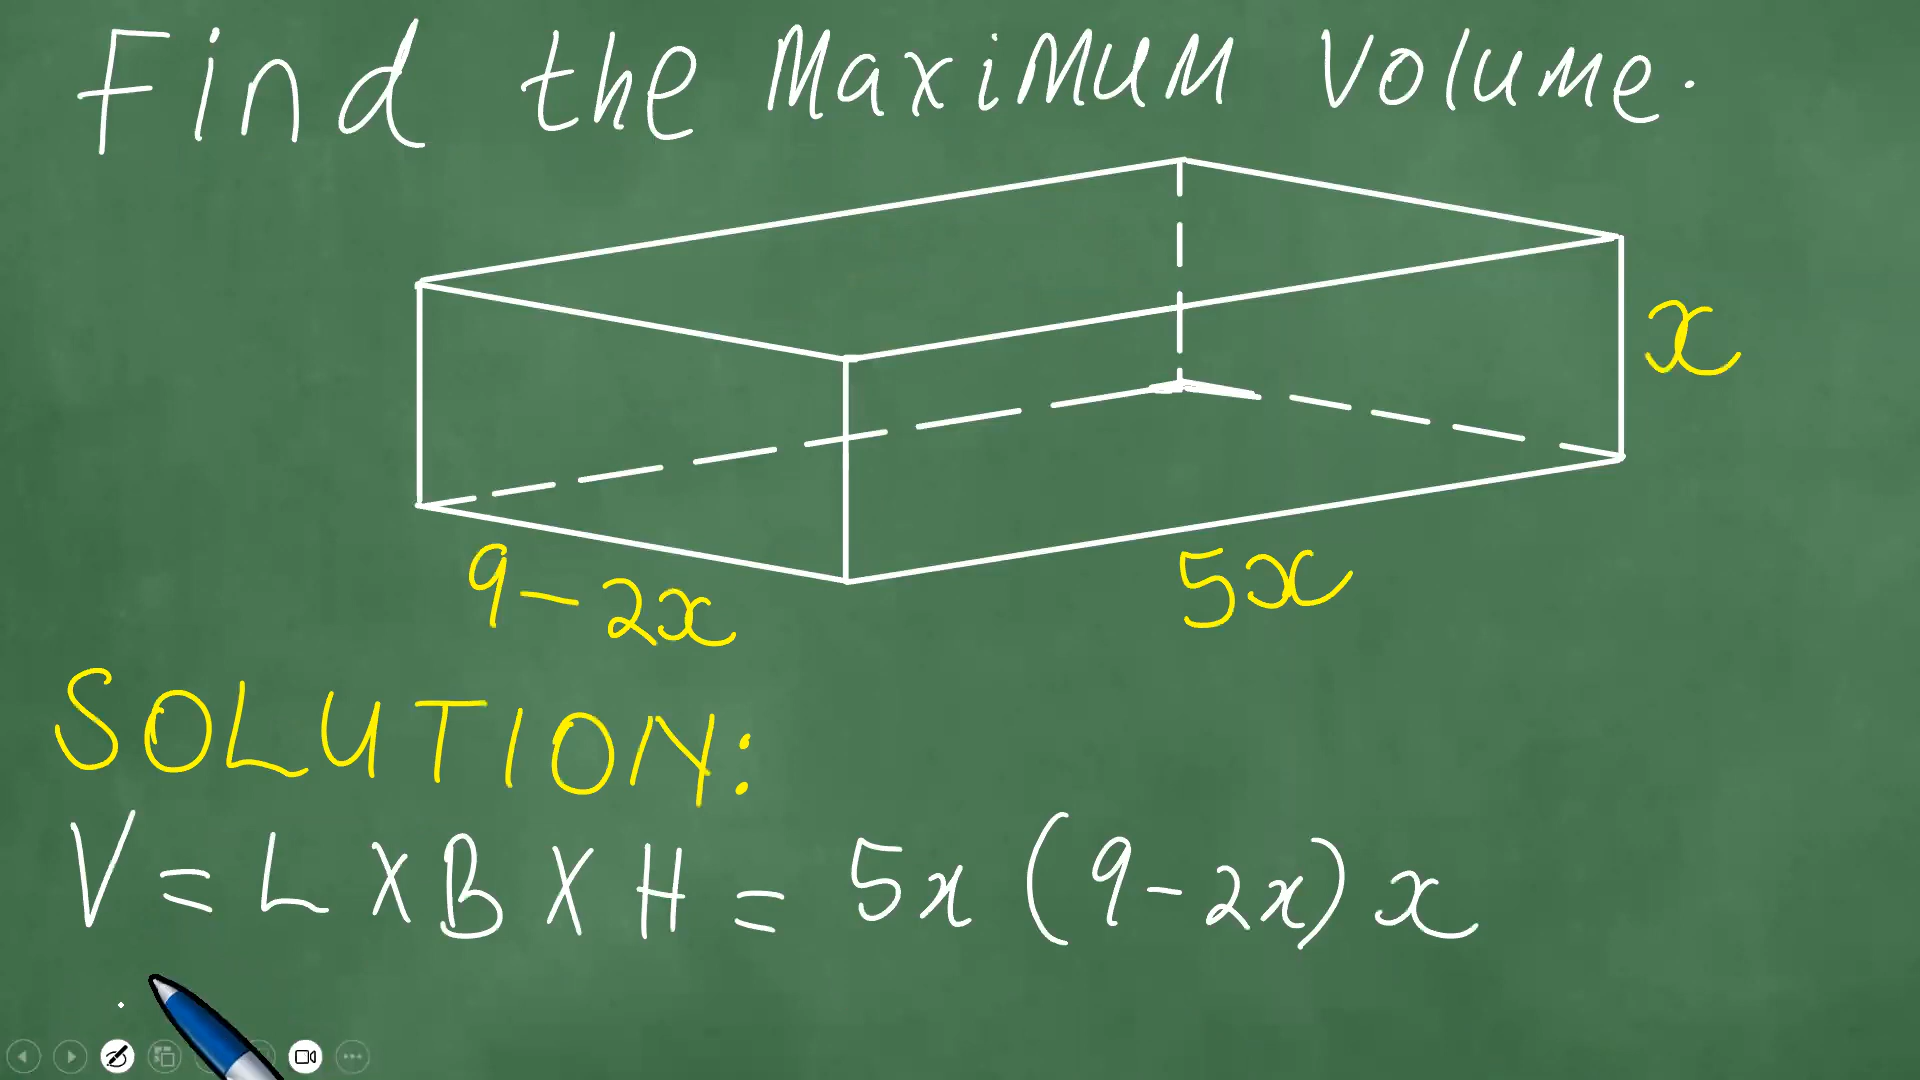 Find the Maximum Volume.
x
9-2x
5x
SOLUTION:
V = L X B X H = 5x (9-2x) x